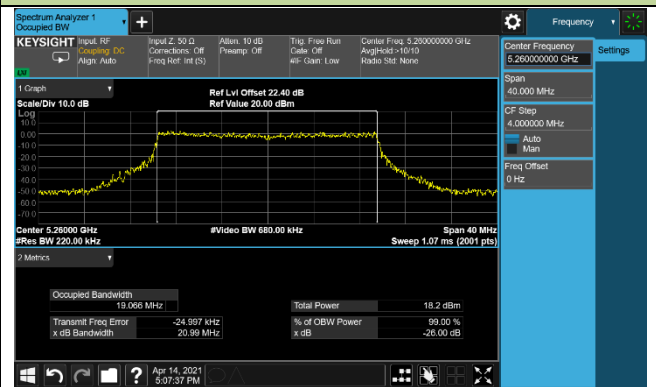 Spectrum Analyzer 1
Occupied BW
Frequency
KEYSIGHT
Input: RF
Coupling: DC
Align: Auto
Input Z: 50 Ω
Corrections: Off
Freq Ref: Int (S)
Atten: 10 dB
Preamp: Off
Trig: Free Run
Gate: Off
#IF Gain: Low
Center Freq: 5.260000000 GHz
Avg|Hold:>10/10
Radio Std: None
Center Frequency
5.260000000 GHz
Settings
Span
40.000 MHz
CF Step
4.000000 MHz
Auto
Man
Freq Offset
0 Hz
1 Graph
Scale/Div 10.0 dB
Ref Lvl Offset 22.40 dB
Ref Value 20.00 dBm
Log
10.0
0.00
-10.0
-20.0
-30.0
-40.0
-50.0
-60.0
-70.0
Center 5.26000 GHz
#Res BW 220.00 kHz
#Video BW 680.00 kHz
Span 40 MHz
Sweep 1.07 ms (2001 pts)
2 Metrics
Occupied Bandwidth
19.066 MHz
Total Power 18.2 dBm
Transmit Freq Error -24.997 kHz
% of OBW Power 99.00 %
x dB Bandwidth 20.99 MHz
x dB -26.00 dB
?
Apr 14, 2021
5:07:37 PM